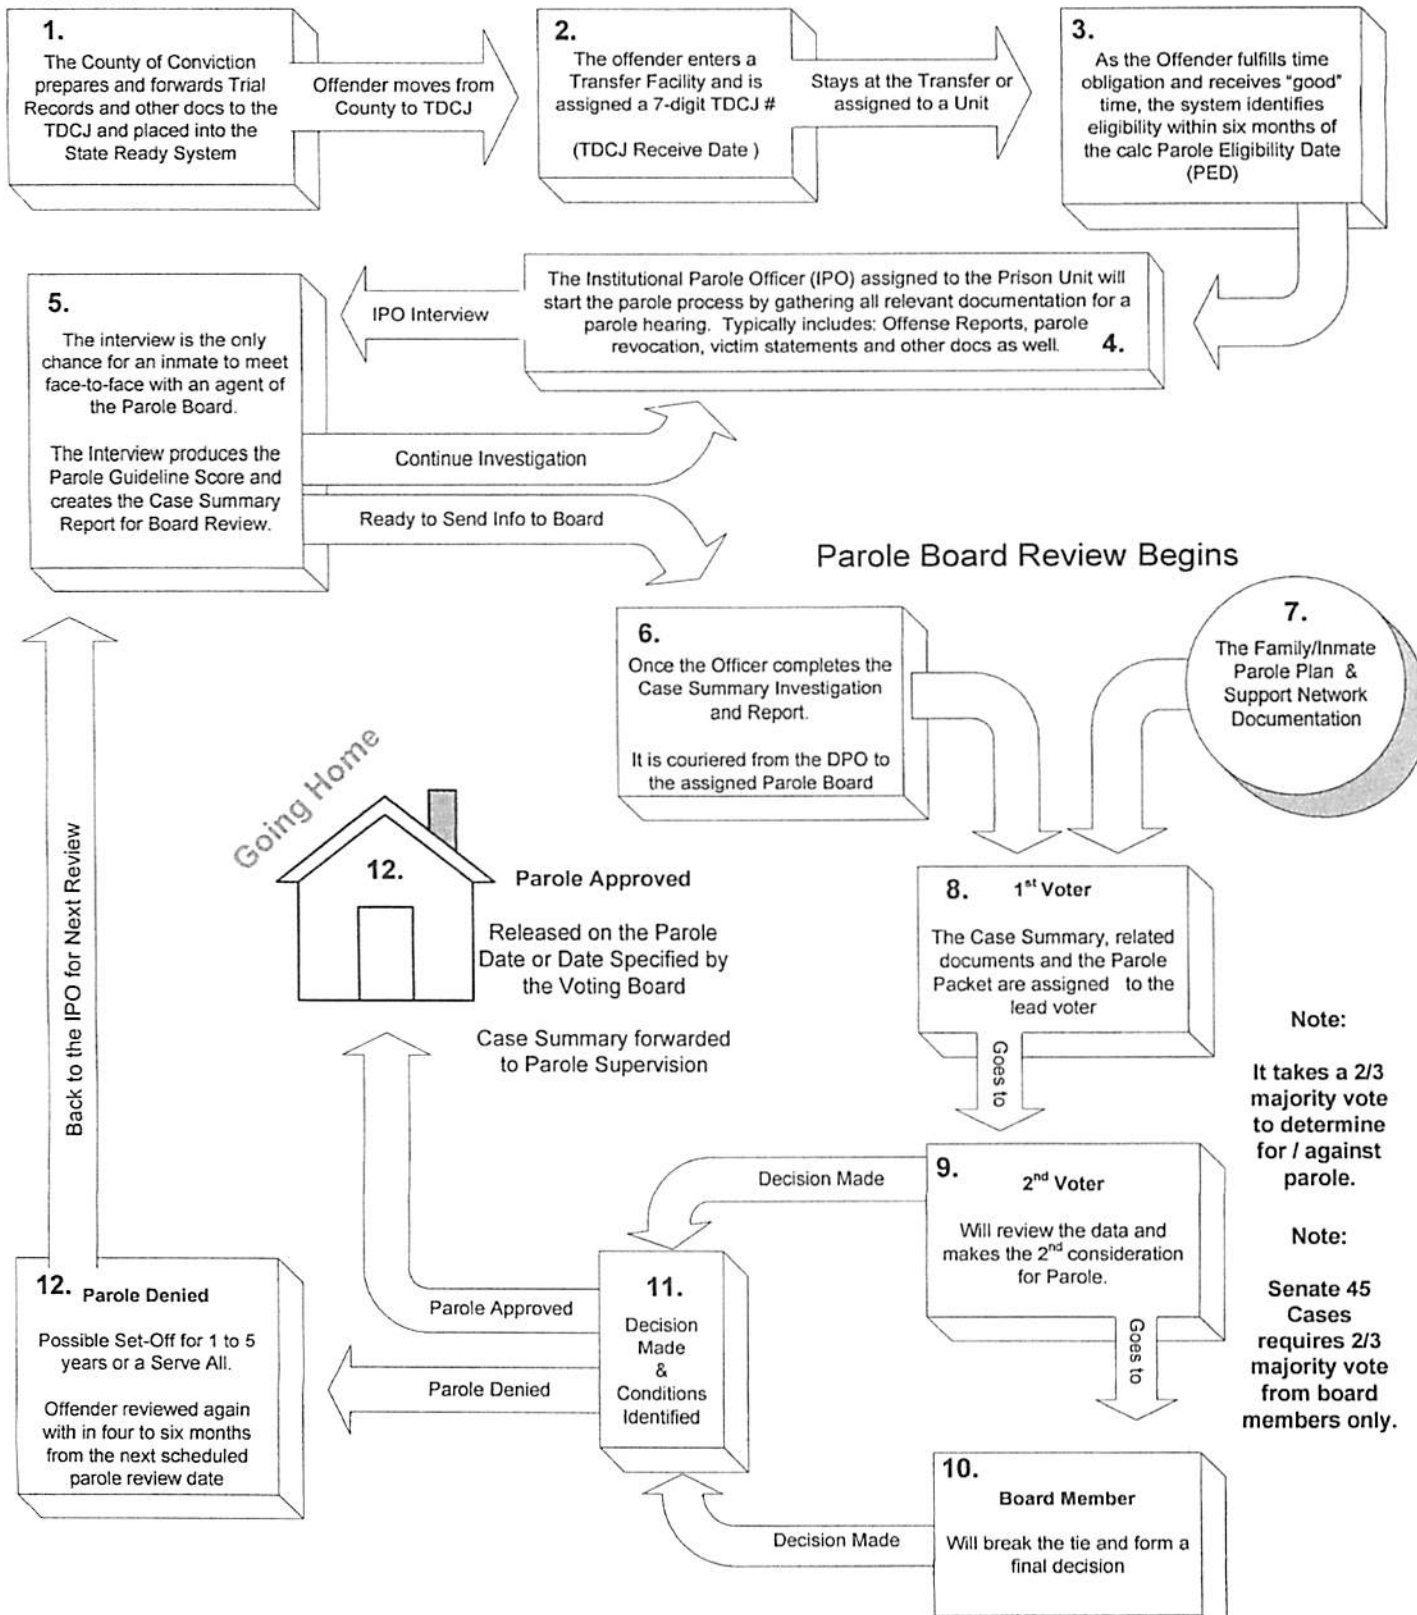 1.
The County of Conviction
prepares and forwards Trial
Records and other docs to the
TDCJ and placed into the
State Ready System
Offender moves from
County to TDCJ
2.
The offender enters a
Transfer Facility and is
assigned a 7-digit TDCJ #
(TDCJ Receive Date )
Stays at the Transfer or
assigned to a Unit
3.
As the Offender fulfills time
obligation and receives “good”
time, the system identifies
eligibility within six months of
the calc Parole Eligibility Date
(PED)
The Institutional Parole Officer (IPO) assigned to the Prison Unit will
start the parole process by gathering all relevant documentation for a
parole hearing. Typically includes: Offense Reports, parole
revocation, victim statements and other docs as well.
4.
IPO Interview
5.
The interview is the only
chance for an inmate to meet
face-to-face with an agent of
the Parole Board.
The Interview produces the
Parole Guideline Score and
creates the Case Summary
Report for Board Review.
Continue Investigation
Ready to Send Info to Board
Parole Board Review Begins
6.
Once the Officer completes the
Case Summary Investigation
and Report.
It is couriered from the DPO to
the assigned Parole Board
7.
The Family/Inmate
Parole Plan &
Support Network
Documentation
8. 1st Voter
The Case Summary, related
documents and the Parole
Packet are assigned to the
lead voter
Goes to
Note:
It takes a 2/3
majority vote
to determine
for / against
parole.
Note:
Senate 45
Cases
requires 2/3
majority vote
from board
members only.
9.
2nd Voter
Will review the data and
makes the 2nd consideration
for Parole.
Decision Made
Goes to
10.
Board Member
Will break the tie and form a
final decision
Decision Made
11.
Decision
Made
&
Conditions
Identified
Parole Approved
Parole Denied
Going Home
12.
Parole Approved
Released on the Parole
Date or Date Specified by
the Voting Board
Case Summary forwarded
to Parole Supervision
12. Parole Denied
Possible Set-Off for 1 to 5
years or a Serve All.
Offender reviewed again
with in four to six months
from the next scheduled
parole review date
Back to the IPO for Next Review